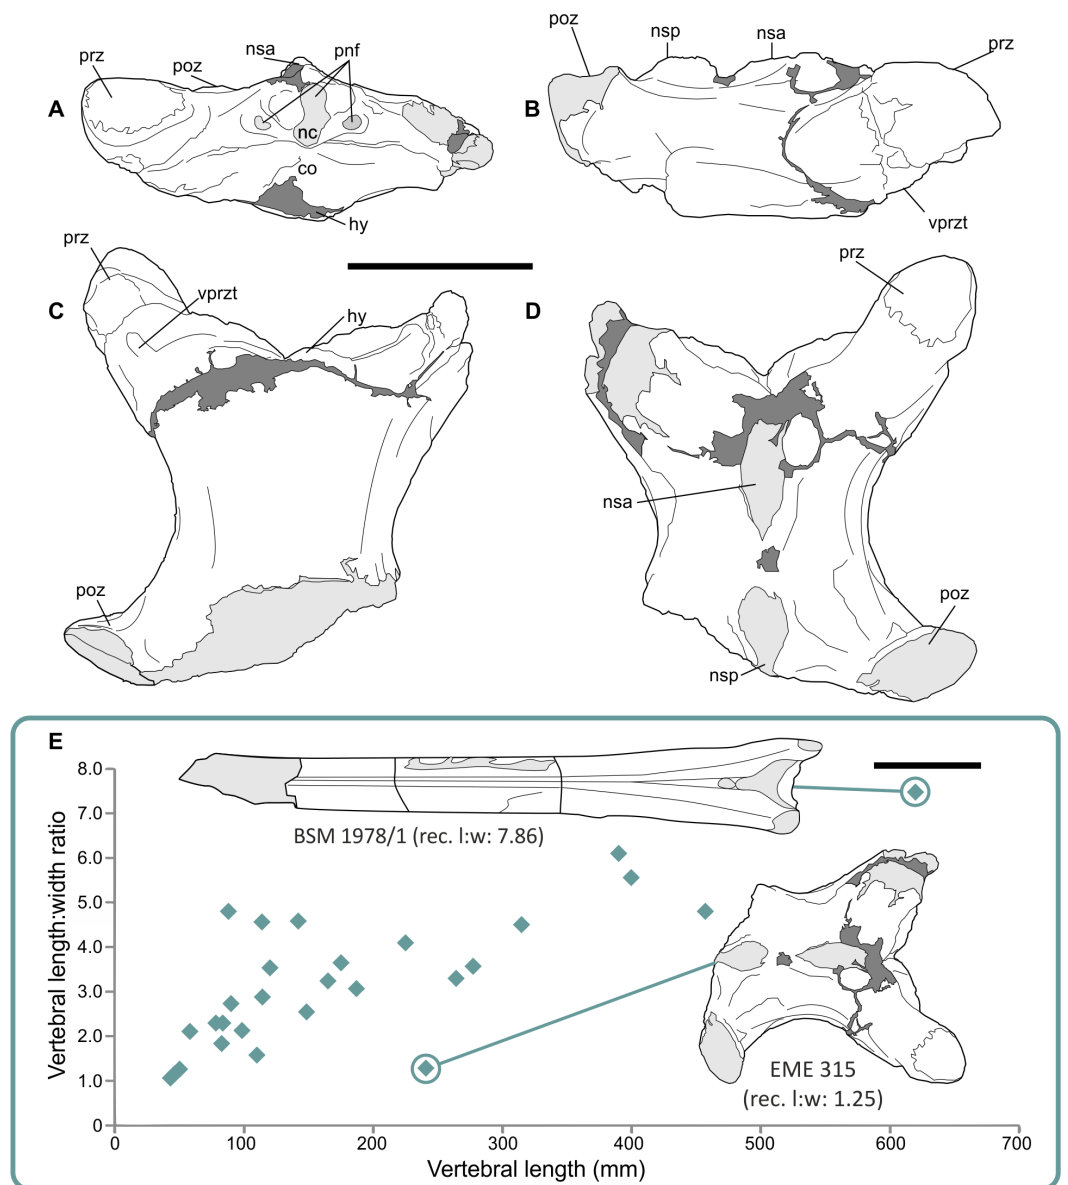 A
prz
poz
nsa
pnf
nc
co
hy
B
poz
nsp
nsa
prz
vprzt
C
prz
vprzt
hy
poz
D
prz
nsa
nsp
poz
E
8.0
7.0
6.0
5.0
4.0
3.0
2.0
1.0
0
Vertebral length:width ratio
BSM 1978/1 (rec. l:w: 7.86)
EME 315
(rec. l:w: 1.25)
0 100 200 300 400 500 600 700
Vertebral length (mm)